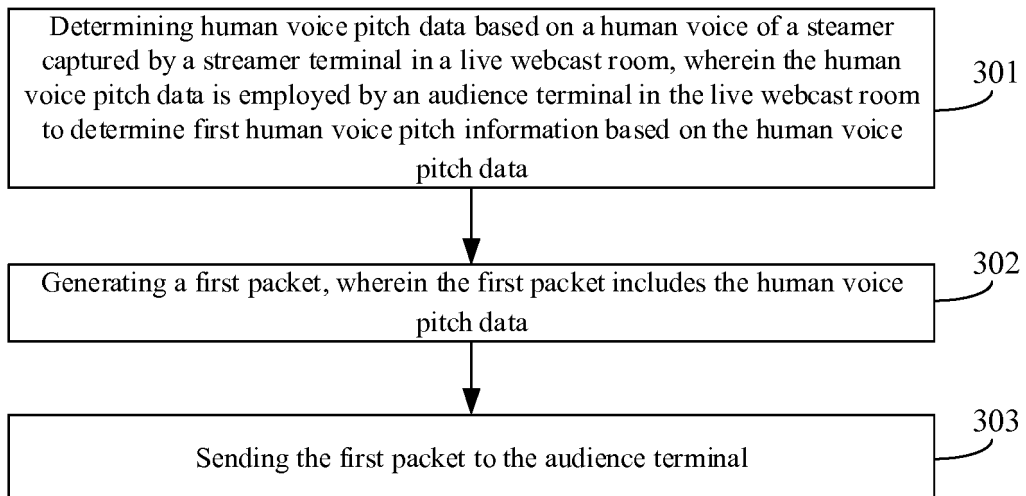 Determining human voice pitch data based on a human voice of a steamer
captured by a streamer terminal in a live webcast room, wherein the human
voice pitch data is employed by an audience terminal in the live webcast room
to determine first human voice pitch information based on the human voice
pitch data
301
Generating a first packet, wherein the first packet includes the human voice
pitch data
302
Sending the first packet to the audience terminal
303